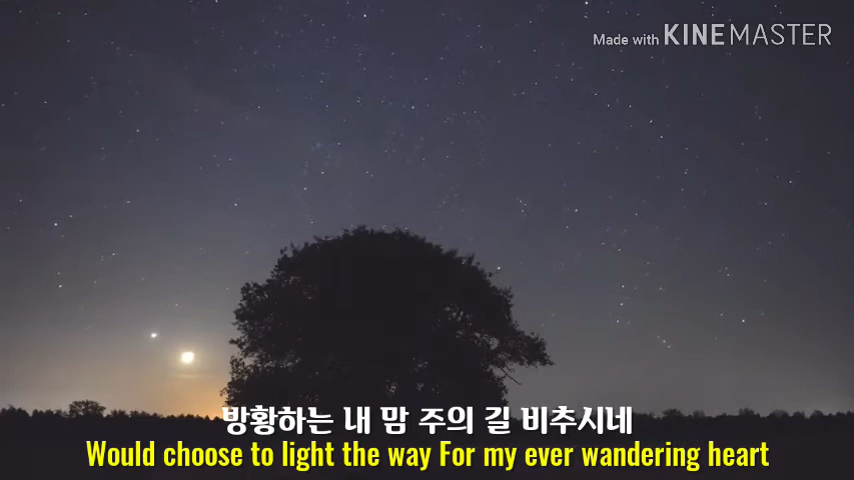 Made with KINEMASTER
방황하는 내 맘 주의 길 비추시네
Would choose to light the way For my ever wandering heart